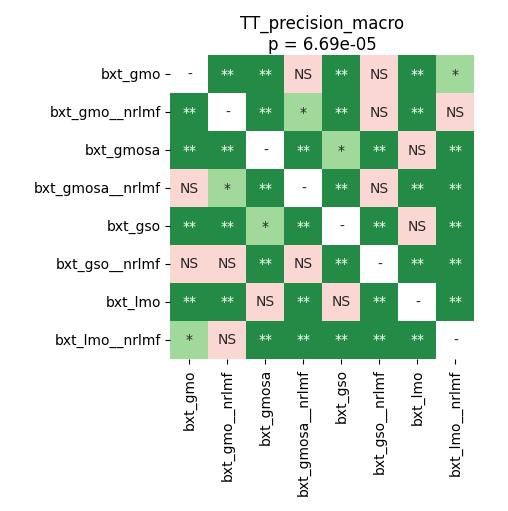 TT_precision_macro
p = 6.69e-05
bxt_gmo - ** ** NS ** NS ** *
bxt_gmo__nrlmf ** - ** * ** NS ** NS
bxt_gmosa ** ** - ** * ** NS **
bxt_gmosa__nrlmf NS * ** - ** NS ** **
bxt_gso ** ** * ** - ** NS **
bxt_gso__nrlmf NS NS ** NS ** - ** **
bxt_lmo ** ** NS ** NS ** - **
bxt_lmo__nrlmf * NS ** ** ** ** ** -
bxt_gmo
bxt_gmo__nrlmf
bxt_gmosa
bxt_gmosa__nrlmf
bxt_gso
bxt_gso__nrlmf
bxt_lmo
bxt_lmo__nrlmf